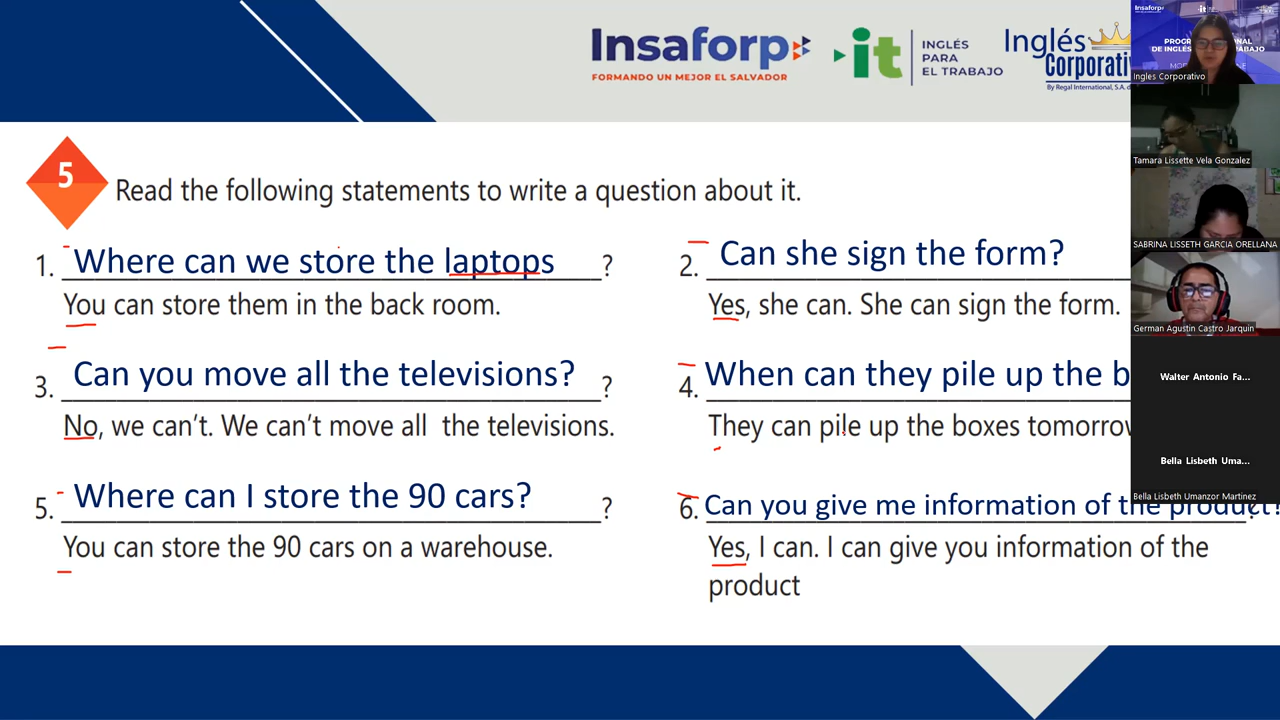 Insaforp
FORMANDO UN MEJOR EL SALVADOR
it
INGLÉS
PARA
EL TRABAJO
Inglés
Corporativ
By Regal International, S.A. d
Insaforp
it
DE INGLÉS
TRABAJO
Ingles Corporativo
Tamara Lissette Vela Gonzalez
SABRINA LISSETH GARCIA ORELLANA
German Agustin Castro Jarquin
Walter Antonio Fa...
Bella Lisbeth Uma...
Bella Lisbeth Umanzor Martinez
5
Read the following statements to write a question about it.
1. Where can we store the laptops ?
You can store them in the back room.
2. Can she sign the form?
Yes, she can. She can sign the form.
3. Can you move all the televisions? ?
No, we can't. We can't move all the televisions.
4. When can they pile up the b
They can pile up the boxes tomorrow
5. Where can I store the 90 cars? ?
You can store the 90 cars on a warehouse.
6. Can you give me information of the product?
Yes, I can. I can give you information of the
product